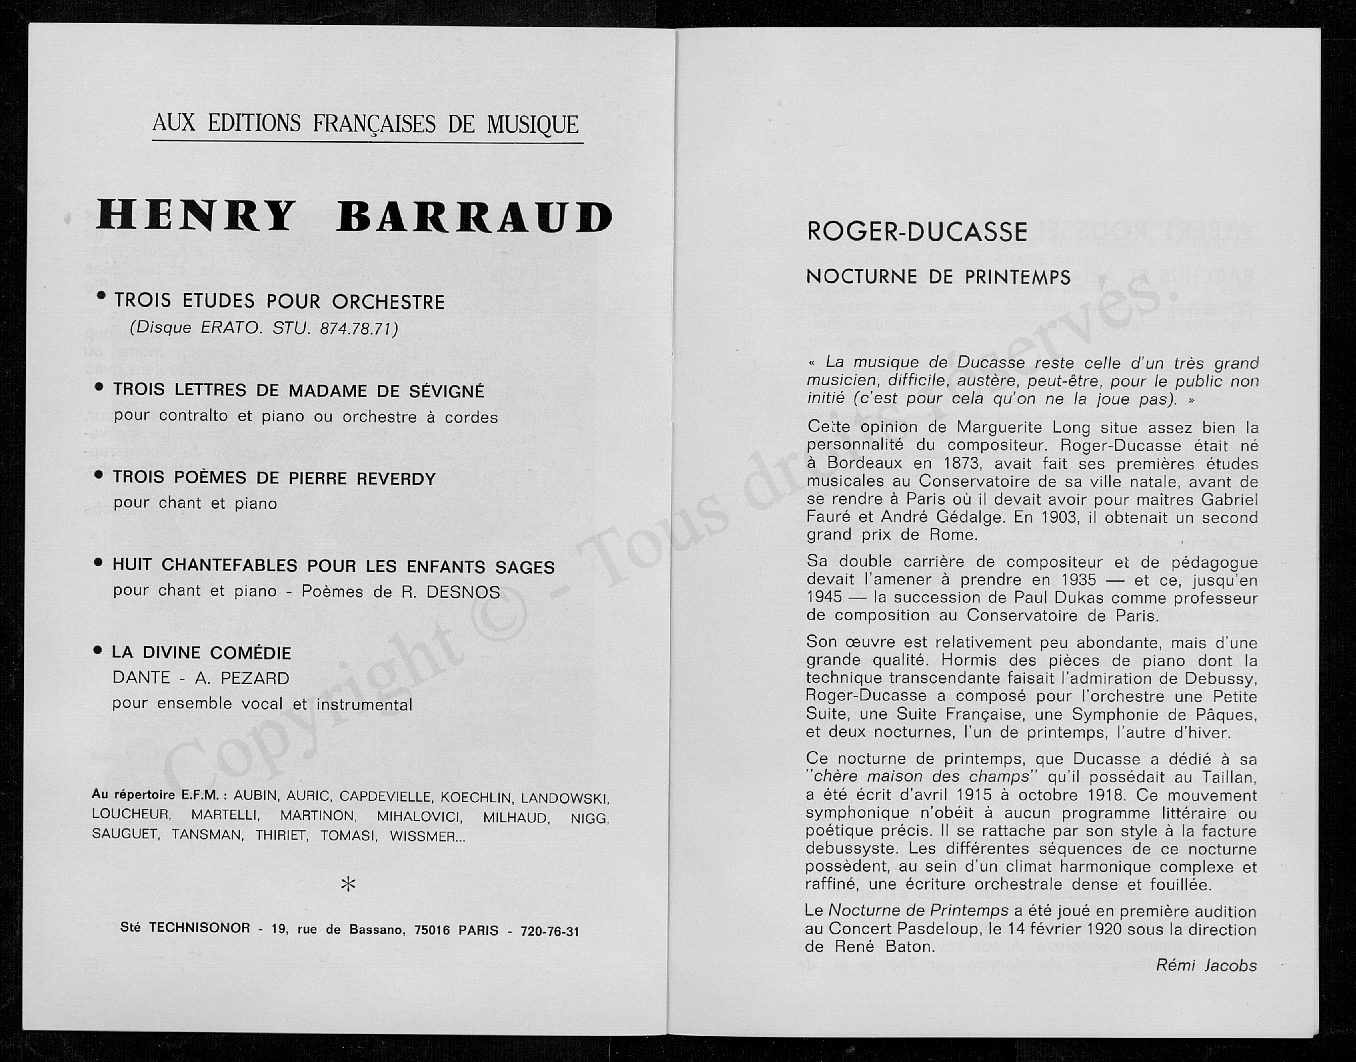 AUX EDITIONS FRANÇAISES DE MUSIQUE
HENRY BARRAUD
• TROIS ETUDES POUR ORCHESTRE
(Disque ERATO. STU. 874.78.71)
• TROIS LETTRES DE MADAME DE SÉVIGNÉ
pour contralto et piano ou orchestre à cordes
• TROIS POÈMES DE PIERRE REVERDY
pour chant et piano
• HUIT CHANTEFABLES POUR LES ENFANTS SAGES
pour chant et piano - Poèmes de R. DESNOS
• LA DIVINE COMÉDIE
DANTE - A. PEZARD
pour ensemble vocal et instrumental
Au répertoire E.F.M. : AUBIN, AURIC, CAPDEVIELLE, KOECHLIN, LANDOWSKI,
LOUCHEUR, MARTELLI, MARTINON, MIHALOVICI, MILHAUD, NIGG,
SAUGUET, TANSMAN, THIRIET, TOMASI, WISSMER...
*
Sté TECHNISONOR - 19, rue de Bassano, 75016 PARIS - 720-76-31
ROGER-DUCASSE
NOCTURNE DE PRINTEMPS
« La musique de Ducasse reste celle d'un très grand
musicien, difficile, austère, peut-être, pour le public non
initié (c'est pour cela qu'on ne la joue pas). »
Cette opinion de Marguerite Long situe assez bien la
personnalité du compositeur. Roger-Ducasse était né
à Bordeaux en 1873, avait fait ses premières études
musicales au Conservatoire de sa ville natale, avant de
se rendre à Paris où il devait avoir pour maîtres Gabriel
Fauré et André Gédalge. En 1903, il obtenait un second
grand prix de Rome.
Sa double carrière de compositeur et de pédagogue
devait l'amener à prendre en 1935 — et ce, jusqu'en
1945 — la succession de Paul Dukas comme professeur
de composition au Conservatoire de Paris.
Son œuvre est relativement peu abondante, mais d'une
grande qualité. Hormis des pièces de piano dont la
technique transcendante faisait l'admiration de Debussy,
Roger-Ducasse a composé pour l'orchestre une Petite
Suite, une Suite Française, une Symphonie de Pâques,
et deux nocturnes, l'un de printemps, l'autre d'hiver.
Ce nocturne de printemps, que Ducasse a dédié à sa
"chère maison des champs" qu'il possédait au Taillan,
a été écrit d'avril 1915 à octobre 1918. Ce mouvement
symphonique n'obéit à aucun programme littéraire ou
poétique précis. Il se rattache par son style à la facture
debussyste. Les différentes séquences de ce nocturne
possèdent, au sein d'un climat harmonique complexe et
raffiné, une écriture orchestrale dense et fouillée.
Le Nocturne de Printemps a été joué en première audition
au Concert Pasdeloup, le 14 février 1920 sous la direction
de René Baton.
Rémi Jacobs
Copyright © - Tous droits réservés.